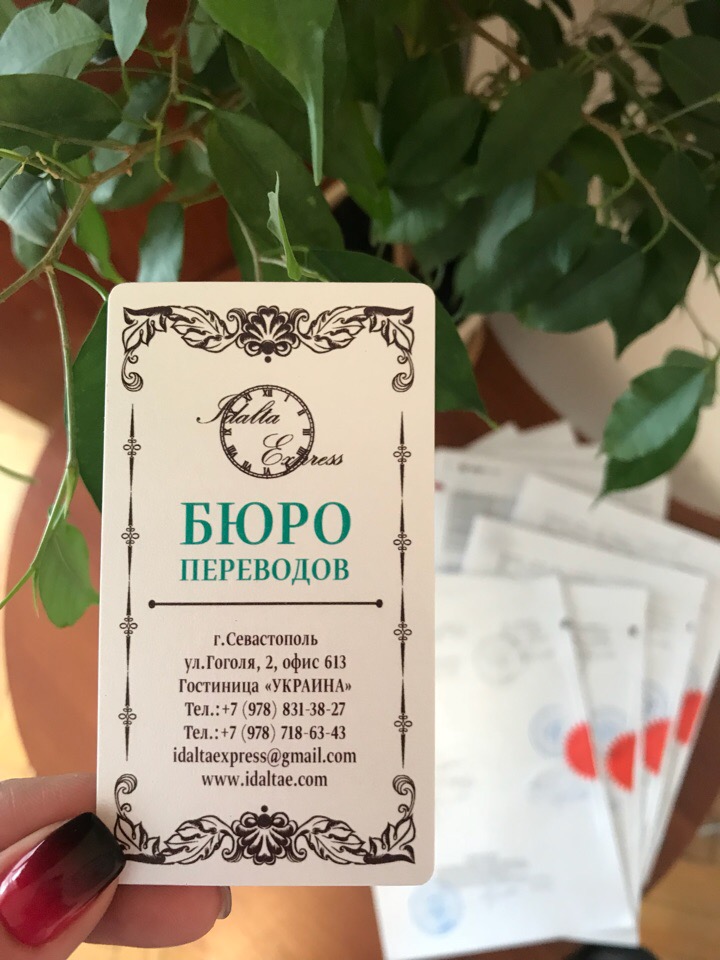 Idalta
Express
БЮРО
ПЕРЕВОДОВ
г.Севастополь
ул.Гоголя, 2, офис 613
Гостиница «УКРАИНА»
Тел.:+7 (978) 831-38-27
Тел.:+7 (978) 718-63-43
idaltaexpress@gmail.com
www.idaltae.com